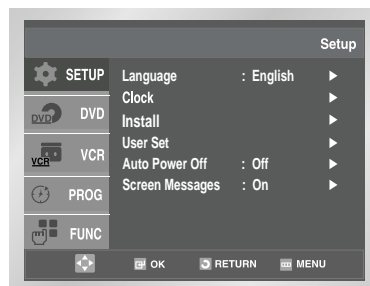 Setup
SETUP
DVD DVD
VCR VCR
PROG
FUNC
Language : English ►
Clock ►
Install ►
User Set ►
Auto Power Off : Off ►
Screen Messages : On ►
OK RETURN MENU